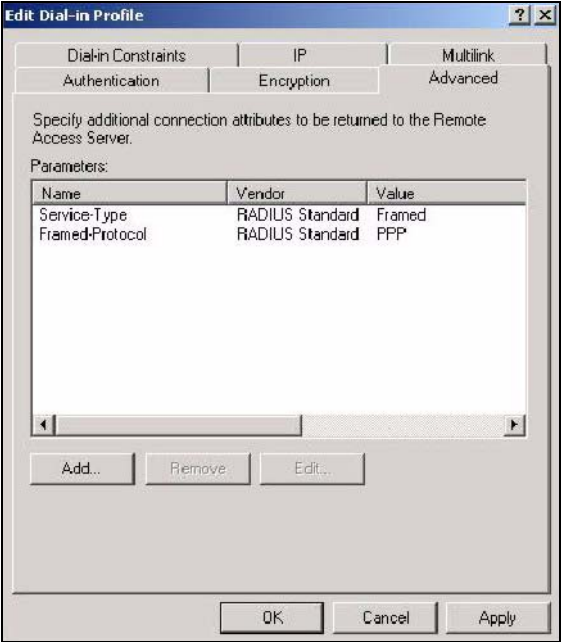 Edit Dial-in Profile
Dial-in Constraints IP Multilink
Authentication Encryption Advanced
Specify additional connection attributes to be returned to the Remote
Access Server.
Parameters:
Name Vendor Value
Service-Type RADIUS Standard Framed
Framed-Protocol RADIUS Standard PPP
Add... Remove Edit...
OK Cancel Apply